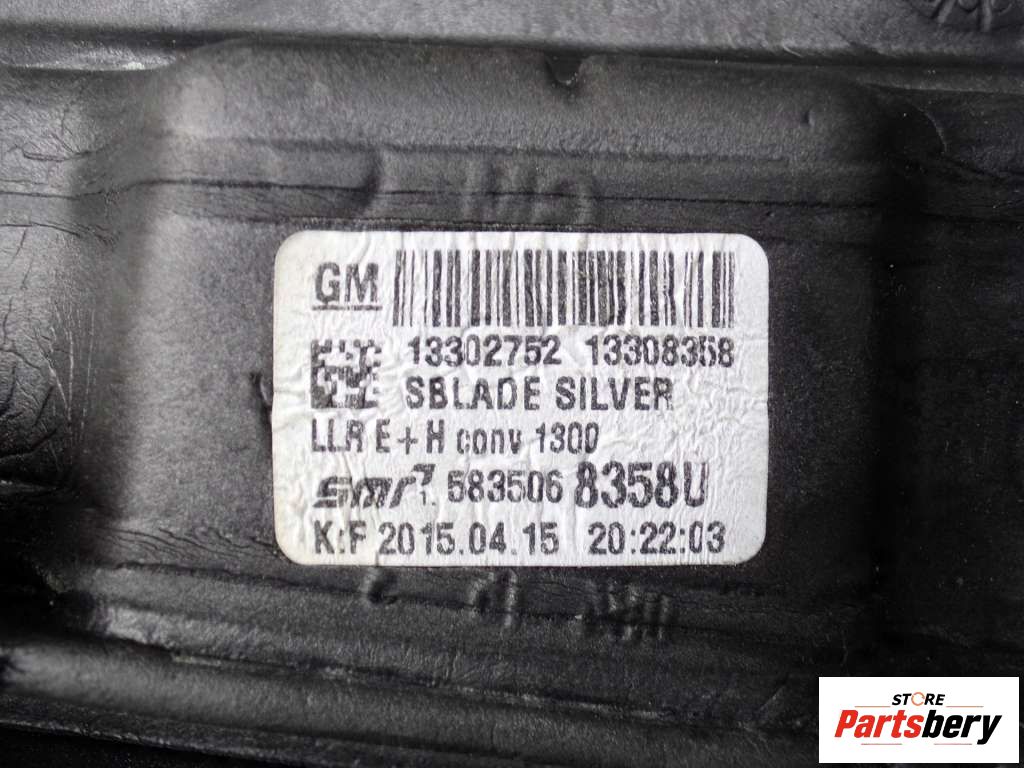 GM
13302752 13308358
SBLADE SILVER
LLR E+H conv 1300
smr 1. 583506 8358U
K:F 2015.04.15 20:22:03
STORE
Partsbery